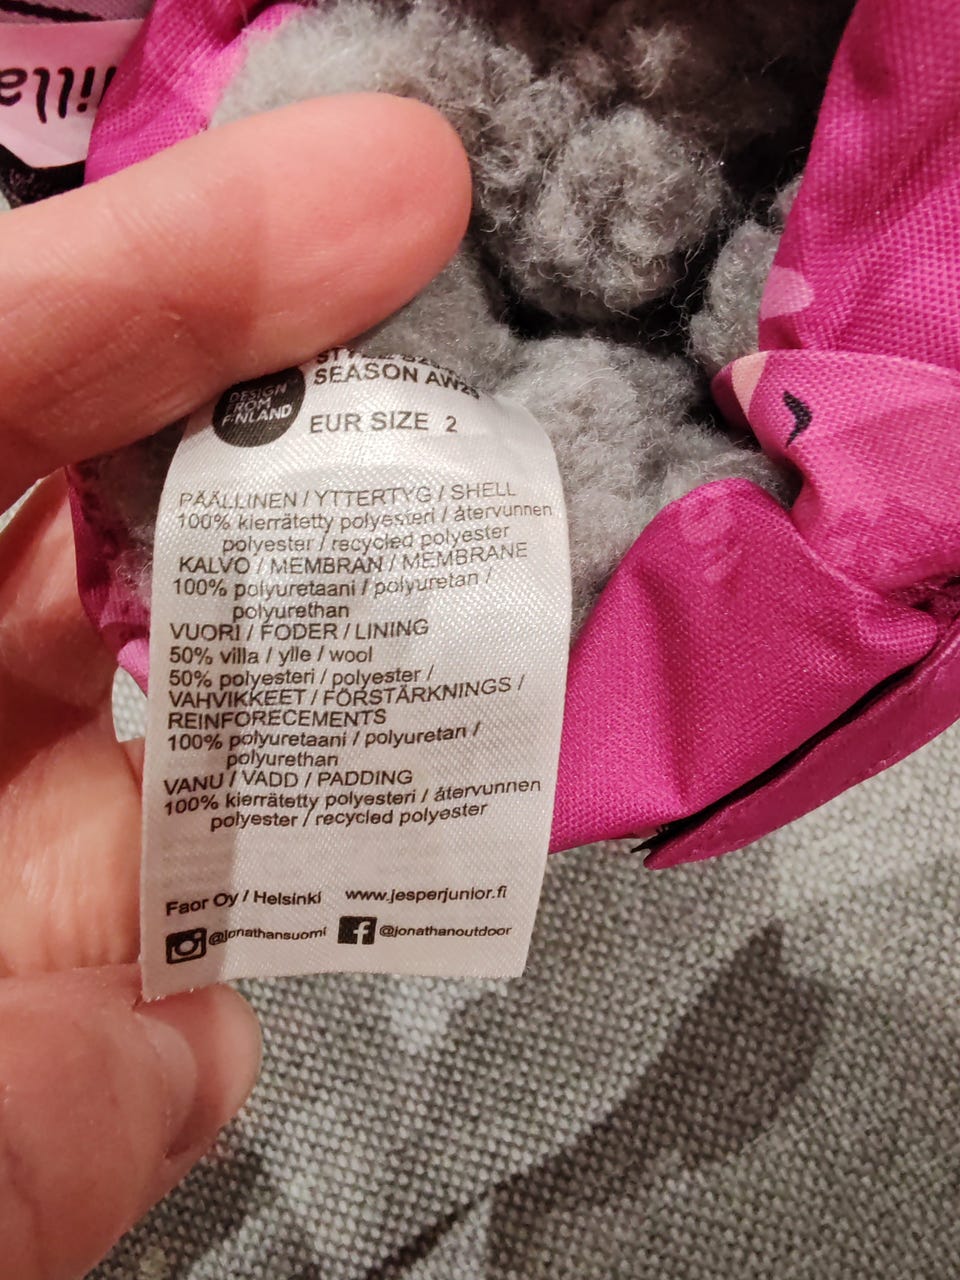 villa
DESIGN
FROM
FINLAND
SEASON AW23
EUR SIZE 2
PÄÄLLINEN / YTTERTYG / SHELL
100% kierrätetty polyesteri / återvunnen
polyester / recycled polyester
KALVO / MEMBRAN / MEMBRANE
100% polyuretaani / polyuretan /
polyurethan
VUORI / FODER / LINING
50% villa / ylle / wool
50% polyesteri / polyester /
VAHVIKKEET / FÖRSTÄRKNINGS /
REINFORECEMENTS
100% polyuretaani / polyuretan /
polyurethan
VANU / VADD / PADDING
100% kierrätetty polyesteri / återvunnen
polyester / recycled polyester
Faor Oy / Helsinki www.jesperjunior.fi
@jonathansuomi @jonathanoutdoor